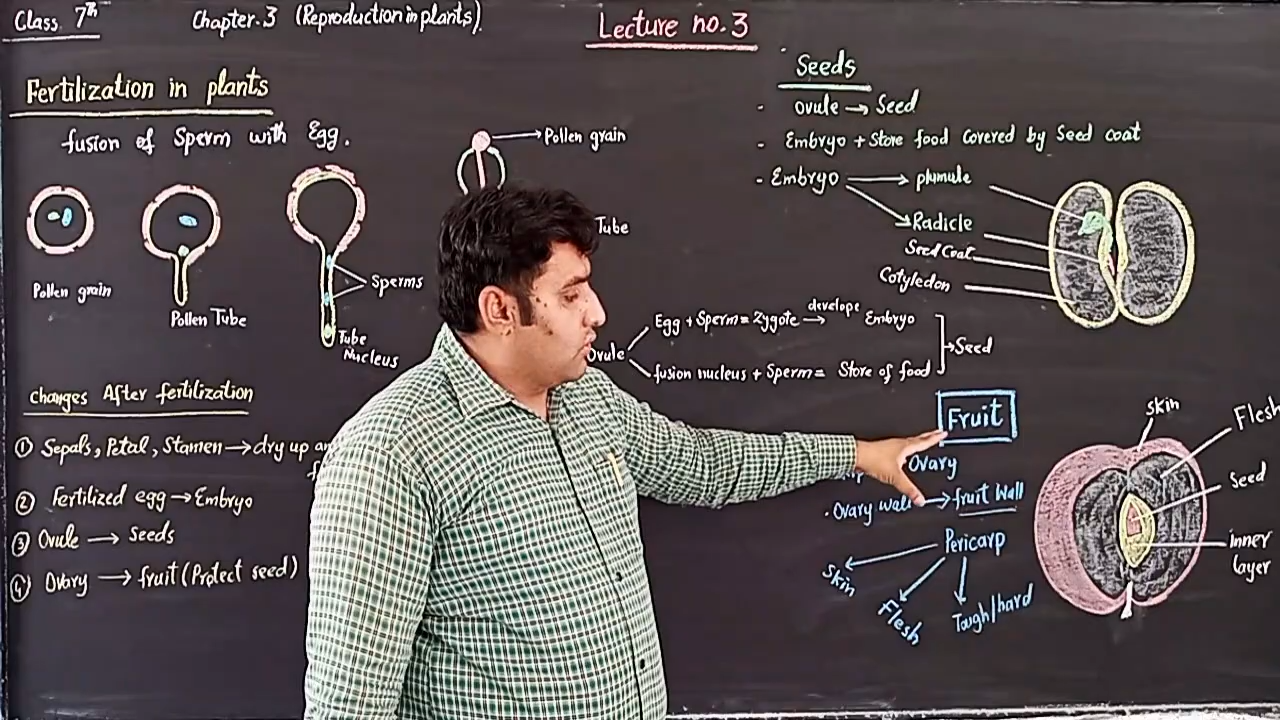 Class. 7th
Chapter.3 (Reproduction in plants).
Lecture no.3
Fertilization in plants
fusion of Sperm with Egg.
Pollen grain
Pollen Tube
Sperms
Tube Nucleus
Pollen grain
Tube
Ovule
Egg + Sperm = Zygote → develope Embryo
fusion nucleus + Sperm = Store of food
Seed
Changes After fertilization
① Sepals, Petal, Stamen → dry up
② Fertilized egg → Embryo
③ Ovule → Seeds
④ Ovary → fruit (Protect seed)
Seeds
- Ovule → Seed
- Embryo + Store food Covered by Seed coat
- Embryo → plumule
Radicle
Seed Coat
Cotyledon
Fruit
Ovary
. Ovary wall → fruit Wall
Pericarp
Skin
Flesh
Tough/hard
Skin
Flesh
Seed
inner layer